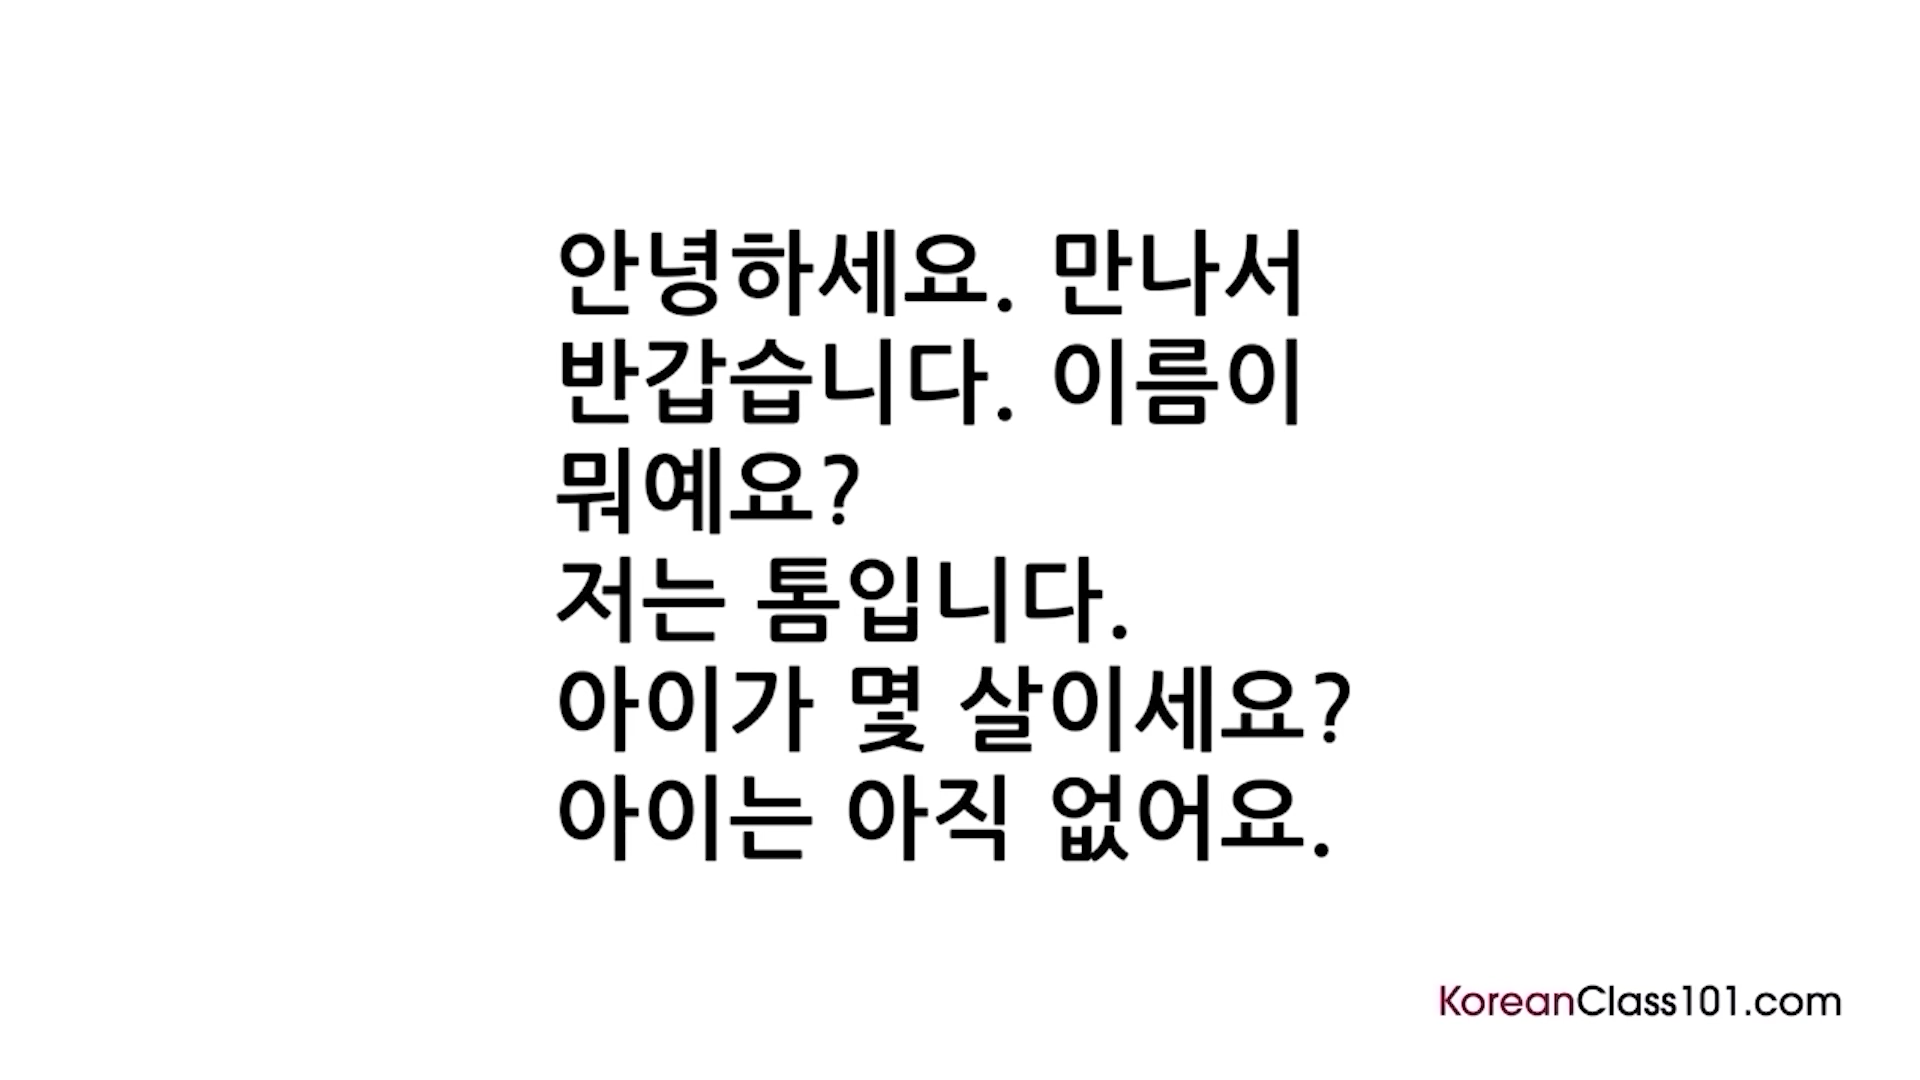 안녕하세요. 만나서
반갑습니다. 이름이
뭐예요?
저는 톰입니다.
아이가 몇 살이세요?
아이는 아직 없어요.
KoreanClass101.com